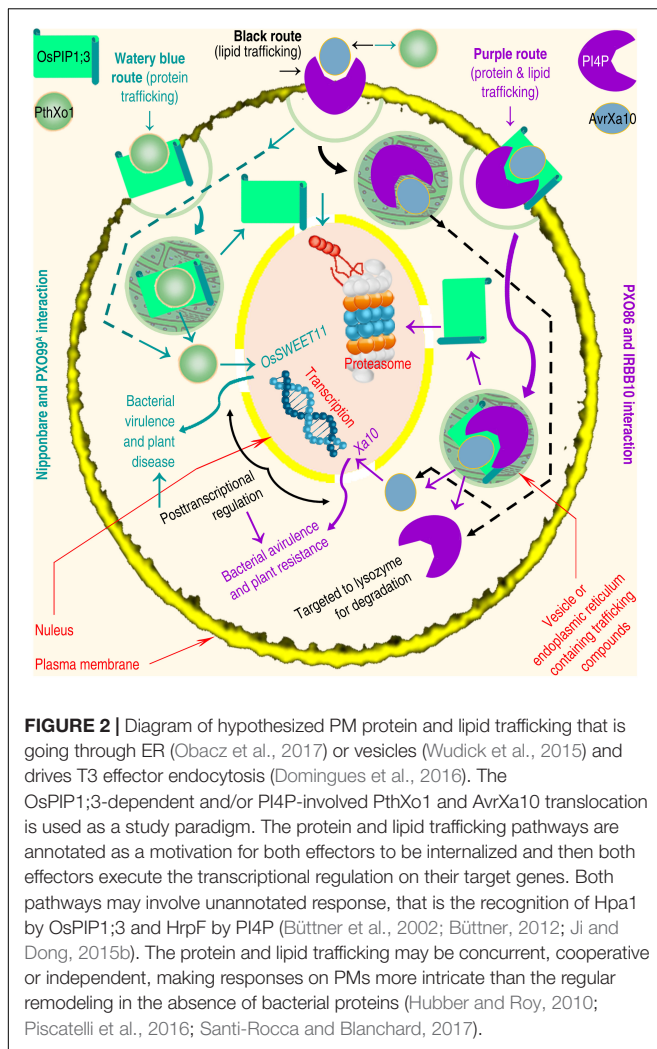 OsPIP1;3
PthXo1
Watery blue
route (protein
trafficking)
Black route
(lipid trafficking)
Purple route
(protein & lipid
trafficking)
PI4P
AvrXa10
Nipponbare and PXO99ᴬ interaction
PXO86 and IRBB10 interaction
OsSWEET11
Proteasome
Transcription
Xa10
Bacterial
virulence
and plant
disease
Posttranscriptional
regulation
Bacterial avirulence
and plant resistance
Targeted to lysozyme
for degradation
Nuleus
Plasma membrane
Vesicle or
endoplasmic reticulum
containing trafficking
compounds
FIGURE 2 | Diagram of hypothesized PM protein and lipid trafficking that is
going through ER (Obacz et al., 2017) or vesicles (Wudick et al., 2015) and
drives T3 effector endocytosis (Domingues et al., 2016). The
OsPIP1;3-dependent and/or PI4P-involved PthXo1 and AvrXa10 translocation
is used as a study paradigm. The protein and lipid trafficking pathways are
annotated as a motivation for both effectors to be internalized and then both
effectors execute the transcriptional regulation on their target genes. Both
pathways may involve unannotated response, that is the recognition of Hpa1
by OsPIP1;3 and HrpF by PI4P (Büttner et al., 2002; Büttner, 2012; Ji and
Dong, 2015b). The protein and lipid trafficking may be concurrent, cooperative
or independent, making responses on PMs more intricate than the regular
remodeling in the absence of bacterial proteins (Hubber and Roy, 2010;
Piscatelli et al., 2016; Santi-Rocca and Blanchard, 2017).